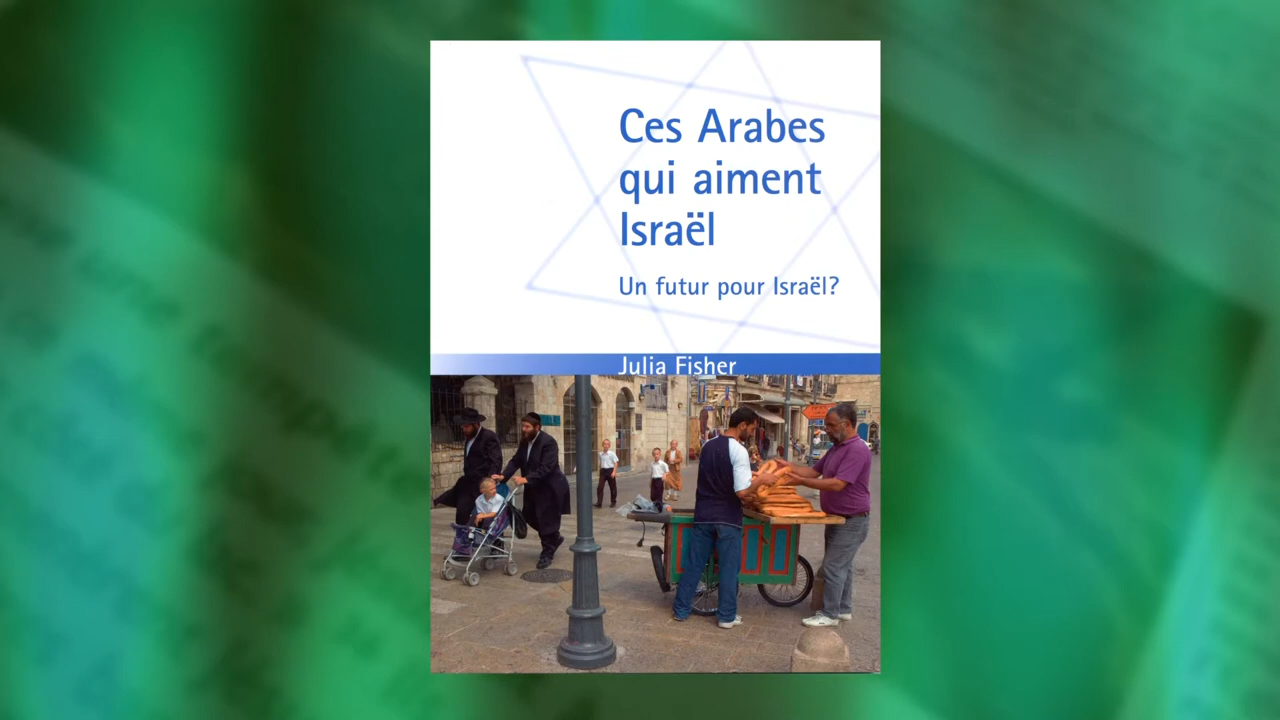 Ces Arabes
qui aiment
Israël
Un futur pour Israël?
Julia Fisher